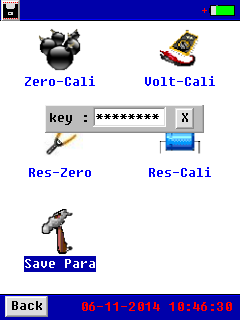 Zero-Cali Volt-Cali
key : ******** X
Res-Zero Res-Cali
Save Para
Back 06-11-2014 10:46:30